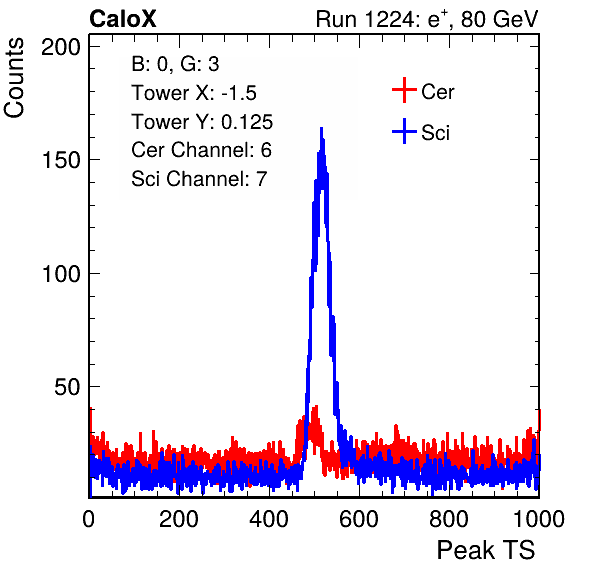 CaloX Run 1224: e+, 80 GeV
Counts
200
150
100
50
B: 0, G: 3
Tower X: -1.5
Tower Y: 0.125
Cer Channel: 6
Sci Channel: 7
Cer
Sci
0 200 400 600 800 1000
Peak TS